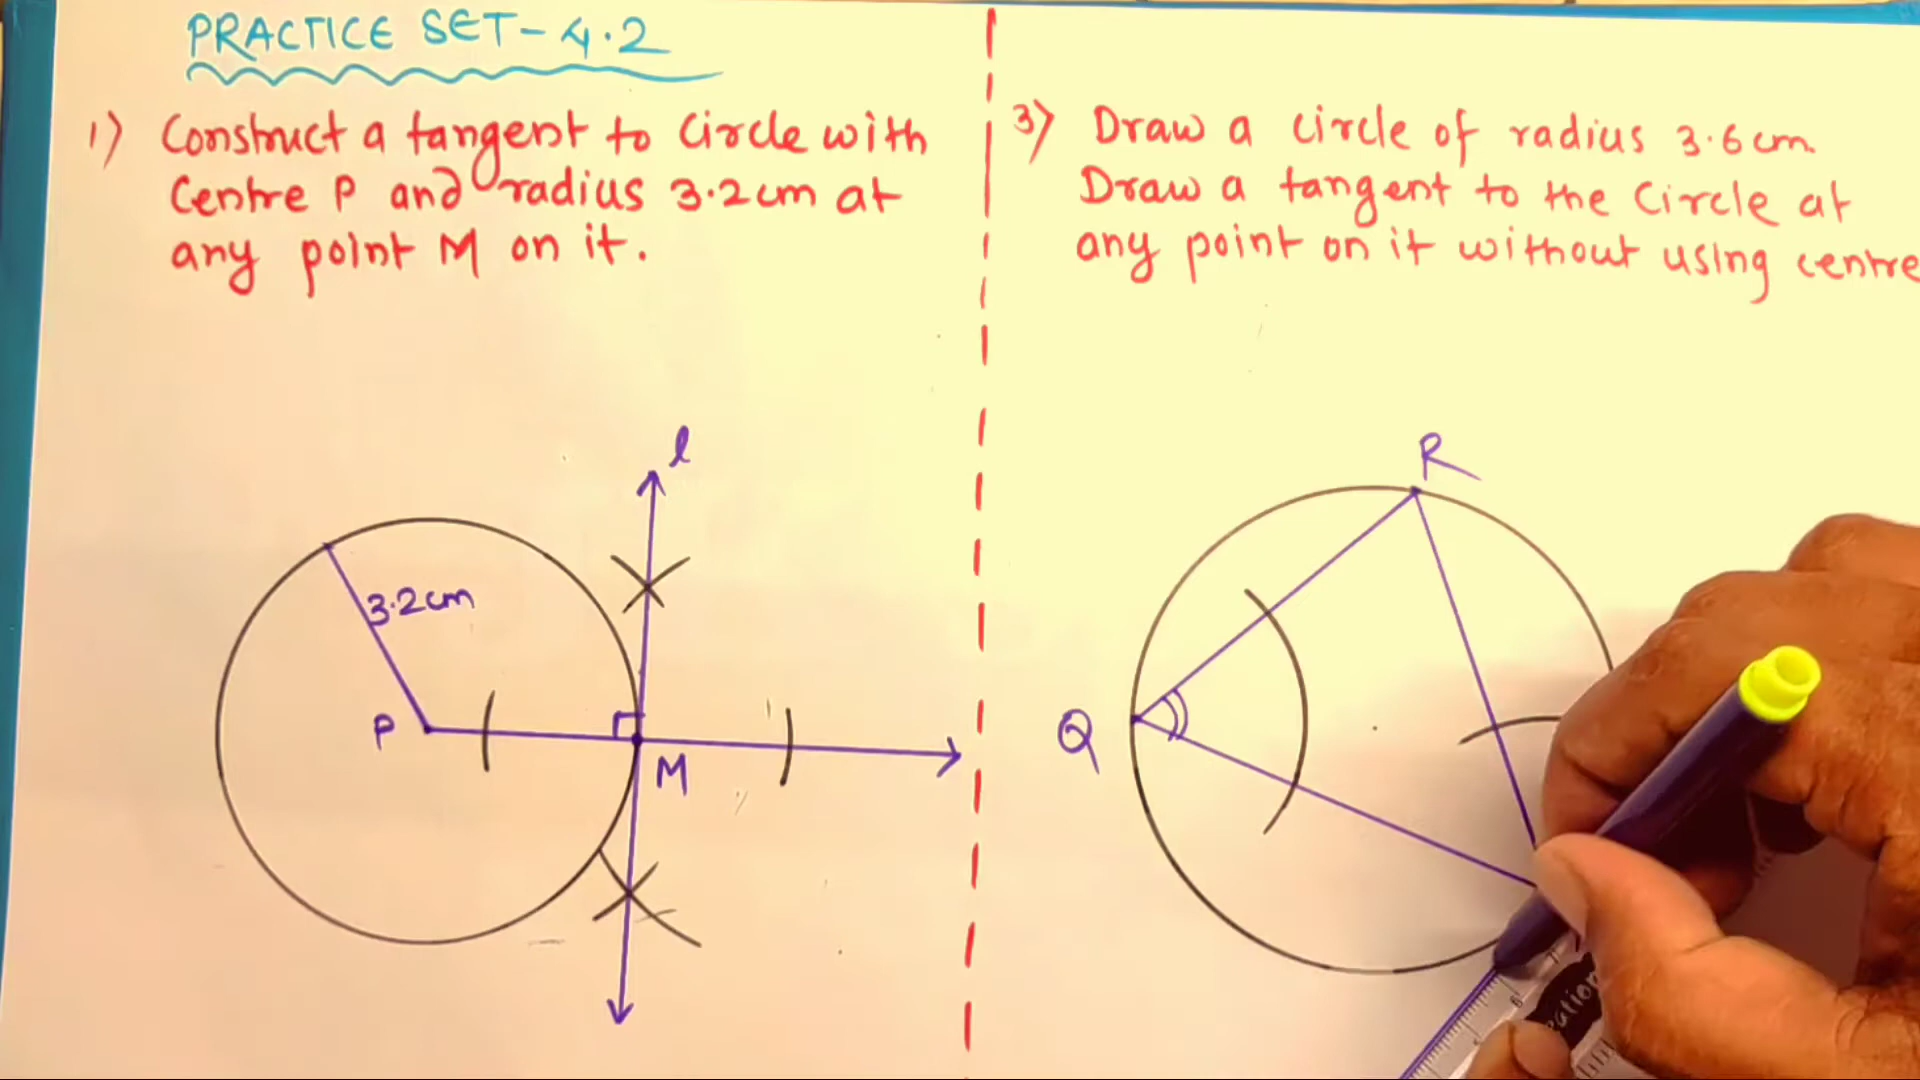 PRACTICE SET-4.2
1) Construct a tangent to Circle with
Centre P and radius 3.2cm at
any point M on it.
3) Draw a circle of radius 3.6cm.
Draw a tangent to the Circle at
any point on it without using centre
l
3.2cm
P
M
R
Q